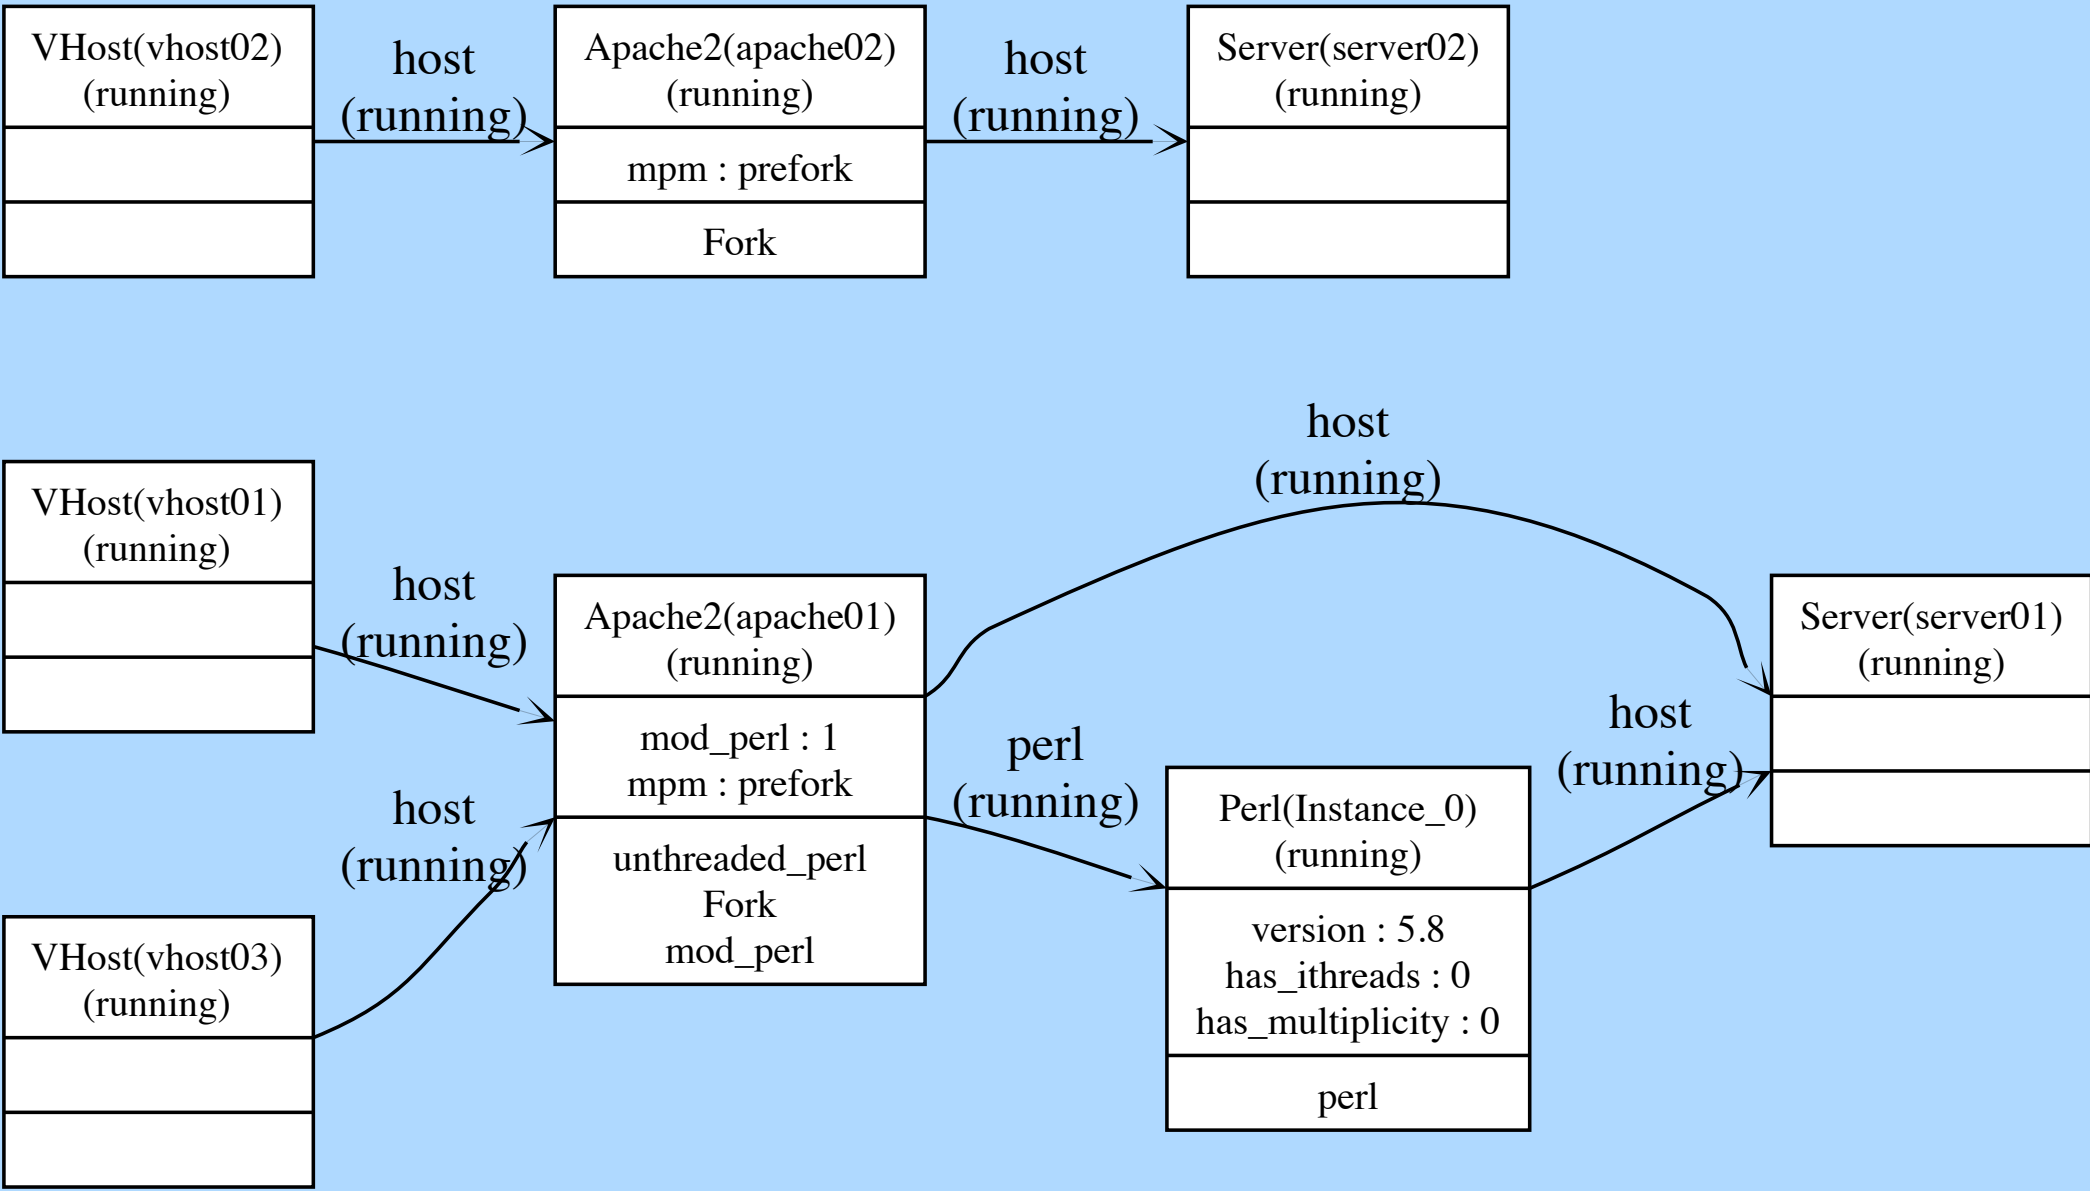 VHost(vhost02)
(running)
host
(running)
Apache2(apache02)
(running)
mpm : prefork
Fork
host
(running)
Server(server02)
(running)
VHost(vhost01)
(running)
host
(running)
VHost(vhost03)
(running)
host
(running)
Apache2(apache01)
(running)
mod_perl : 1
mpm : prefork
unthreaded_perl
Fork
mod_perl
host
(running)
perl
(running)
Perl(Instance_0)
(running)
version : 5.8
has_ithreads : 0
has_multiplicity : 0
perl
host
(running)
Server(server01)
(running)